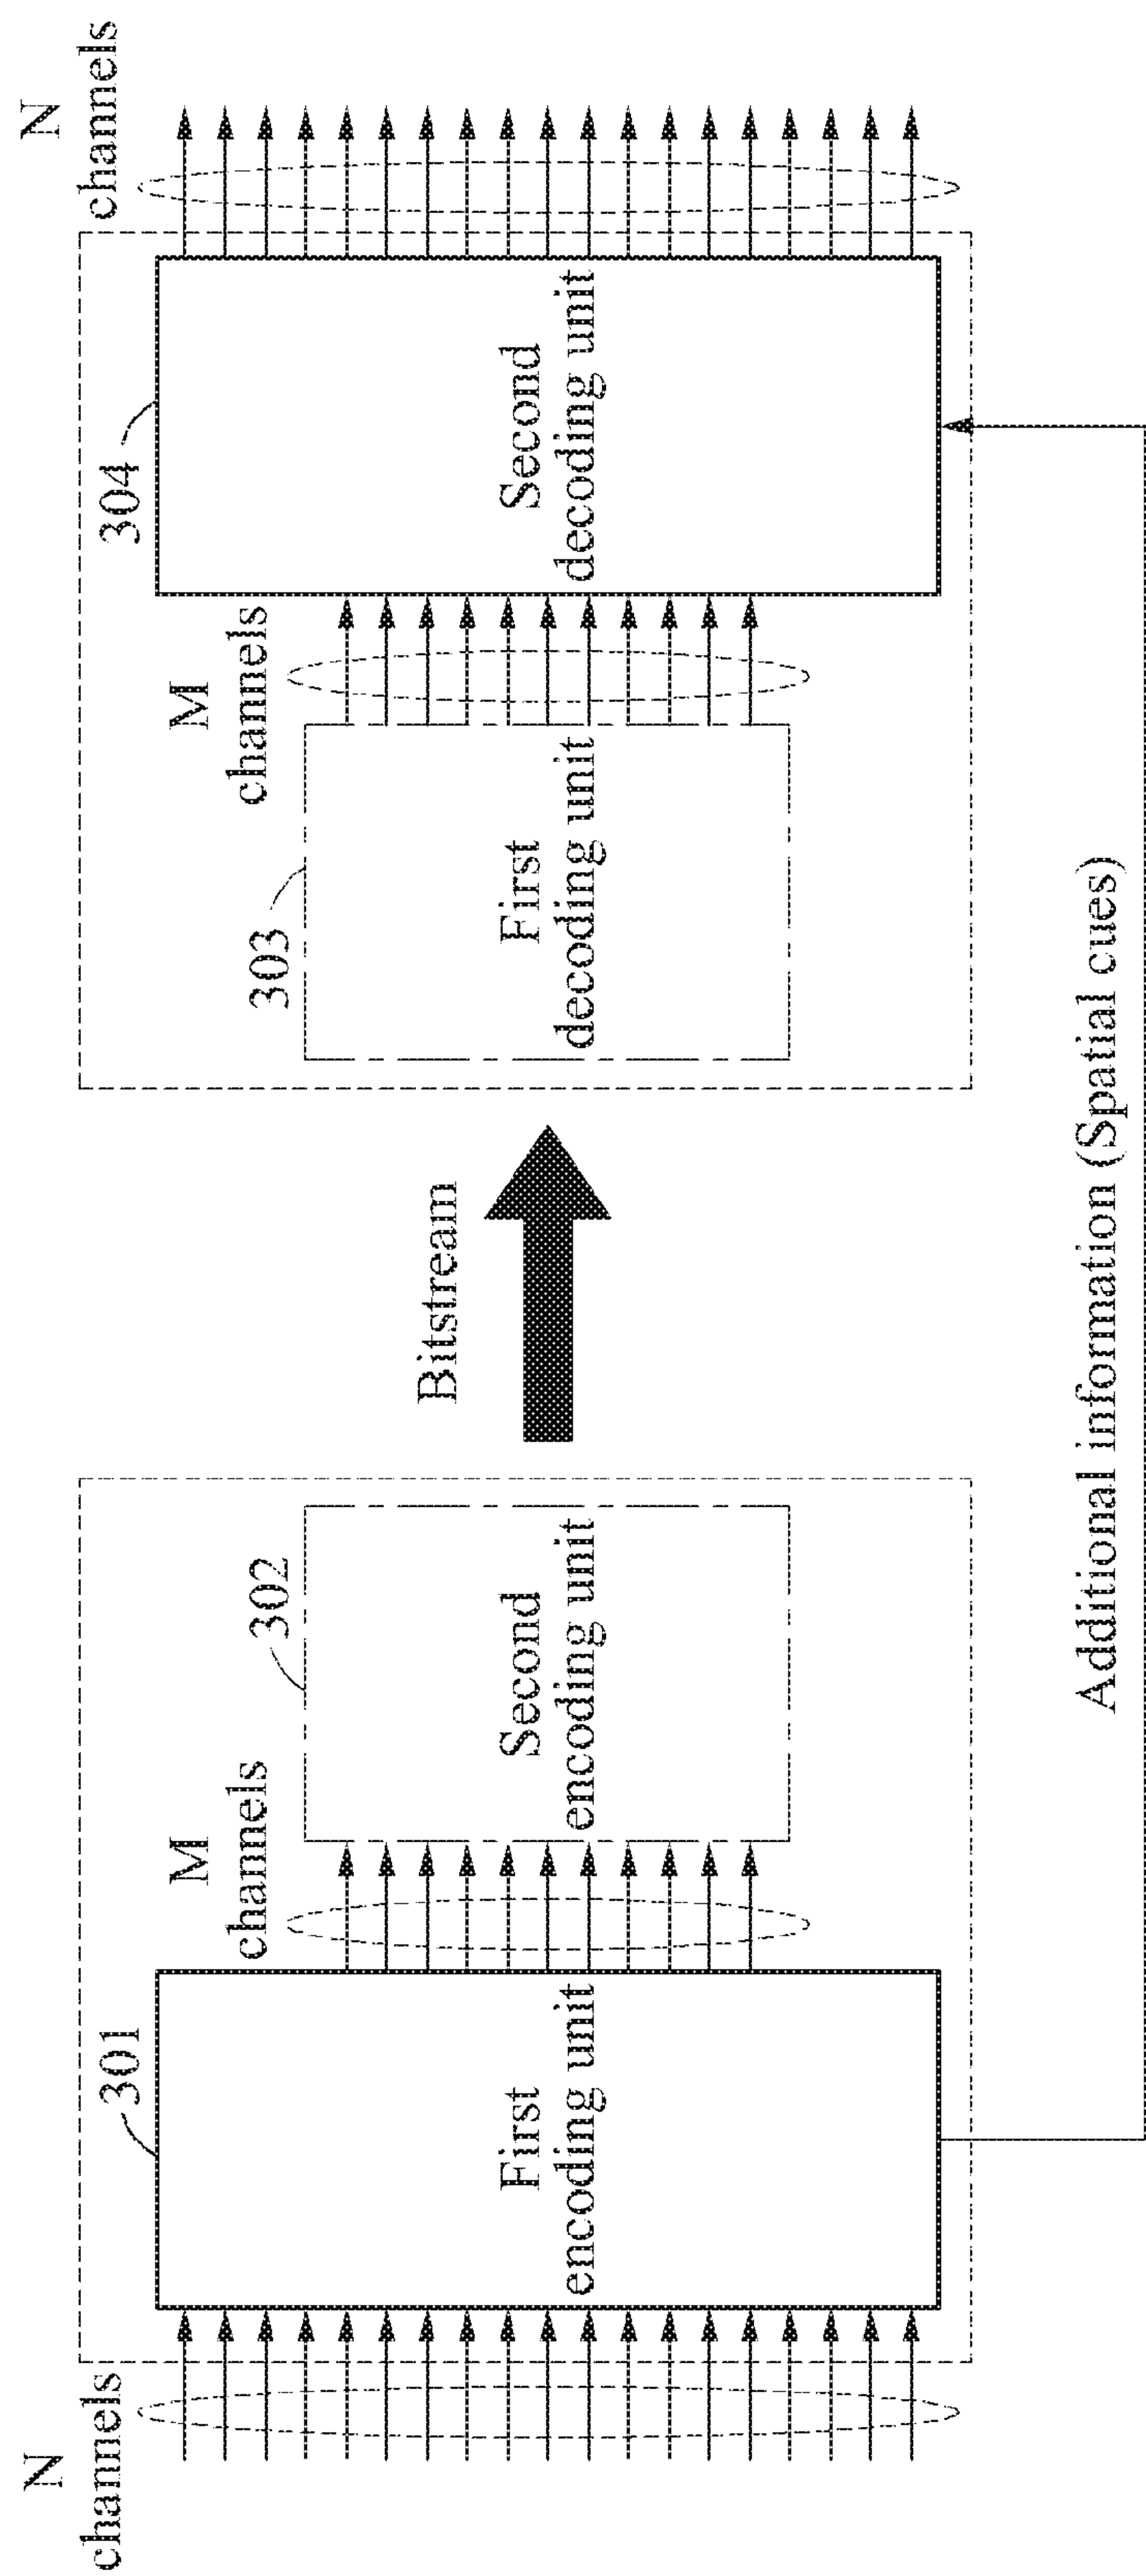 N
channels
301
First
encoding unit
M
channels
302
Second
encoding unit
Bitstream
303
First
decoding unit
M
channels
304
Second
decoding unit
N
channels
Additional information (Spatial cues)